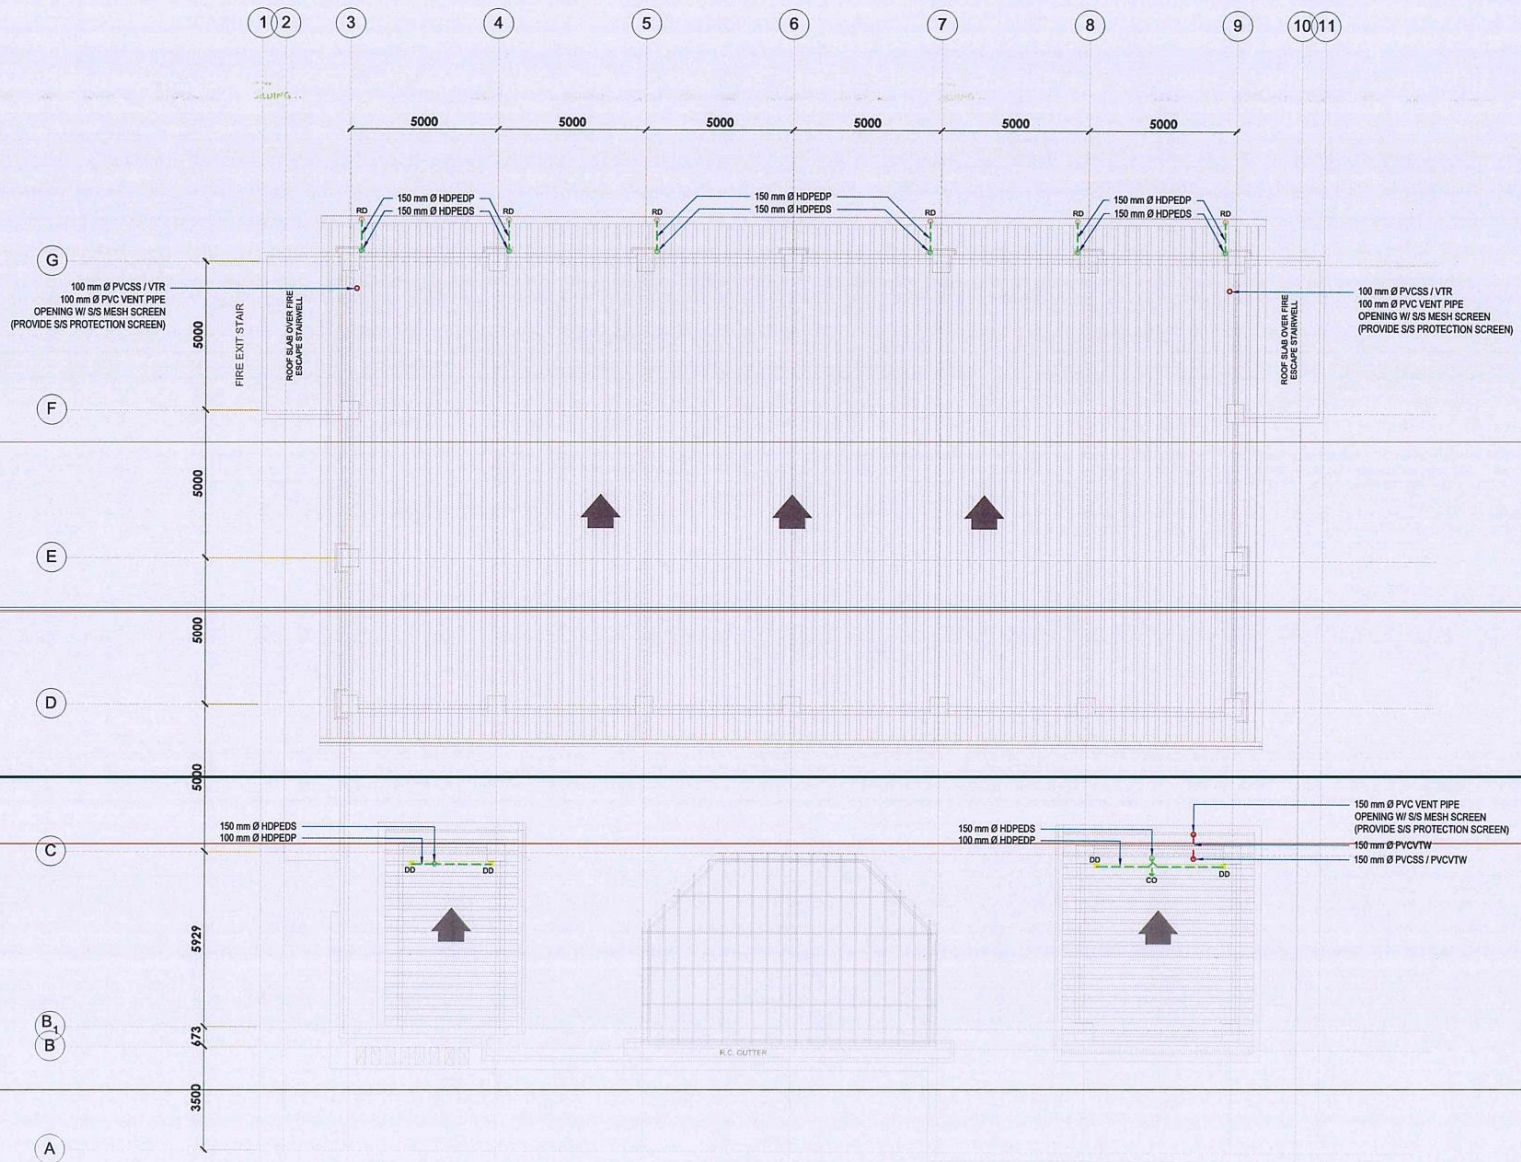 1 2 3 4 5 6 7 8 9 10 11
5000 5000 5000 5000 5000 5000
150 mm Ø HDPEDP
150 mm Ø HDPEDS
150 mm Ø HDPEDP
150 mm Ø HDPEDS
150 mm Ø HDPEDP
150 mm Ø HDPEDS
RD RD RD RD RD RD
G
100 mm Ø PVCSS / VTR
100 mm Ø PVC VENT PIPE
OPENING W/ S/S MESH SCREEN
(PROVIDE S/S PROTECTION SCREEN)
5000
FIRE EXIT STAIR
ROOF SLAB OVER FIRE
ESCAPE STAIRWELL
100 mm Ø PVCSS / VTR
100 mm Ø PVC VENT PIPE
OPENING W/ S/S MESH SCREEN
(PROVIDE S/S PROTECTION SCREEN)
ROOF SLAB OVER FIRE
ESCAPE STAIRWELL
F
5000
E
5000
D
5000
150 mm Ø HDPEDS
100 mm Ø HDPEDP
DD DD
150 mm Ø HDPEDS
100 mm Ø HDPEDP
DD CO DD
150 mm Ø PVC VENT PIPE
OPENING W/ S/S MESH SCREEN
(PROVIDE S/S PROTECTION SCREEN)
150 mm Ø PVCVTW
150 mm Ø PVCSS / PVCVTW
C
5929
B1
673
B
R.C. GUTTER
3500
A